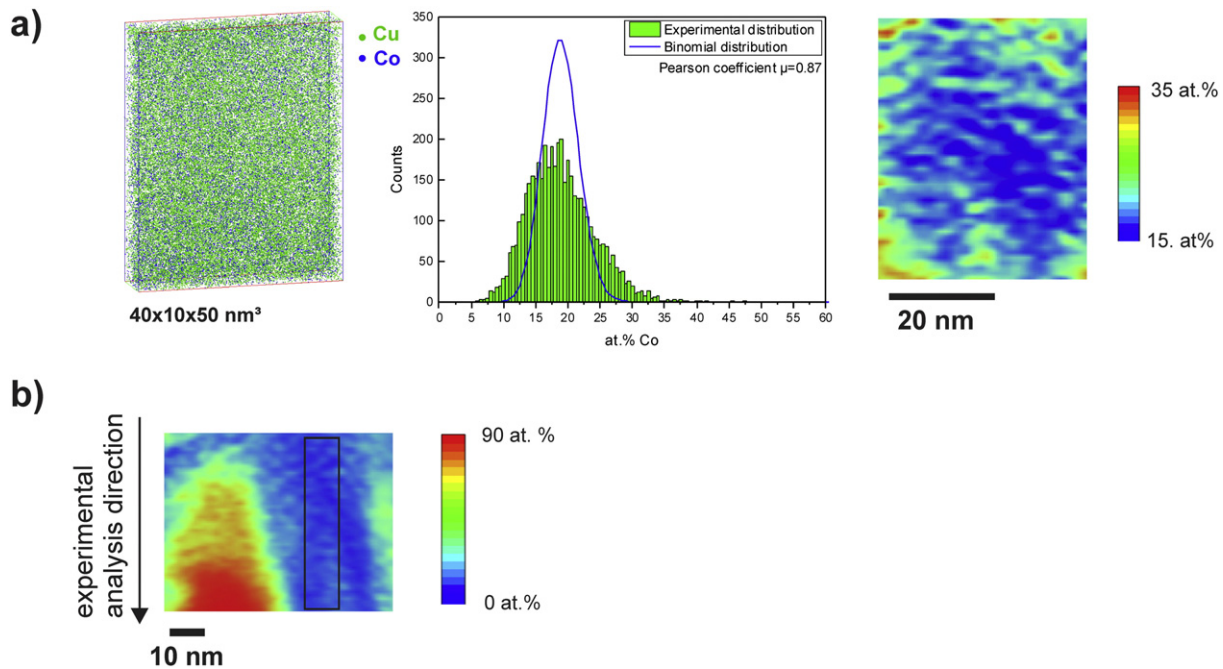 a)
Cu
Co
40x10x50 nm³
350
300
250
200
150
100
50
0
Counts
0 5 10 15 20 25 30 35 40 45 50 55 60
at.% Co
Experimental distribution
Binomial distribution
Pearson coefficient µ=0.87
35 at.%
15. at%
20 nm
b)
experimental
analysis direction
90 at. %
0 at.%
10 nm